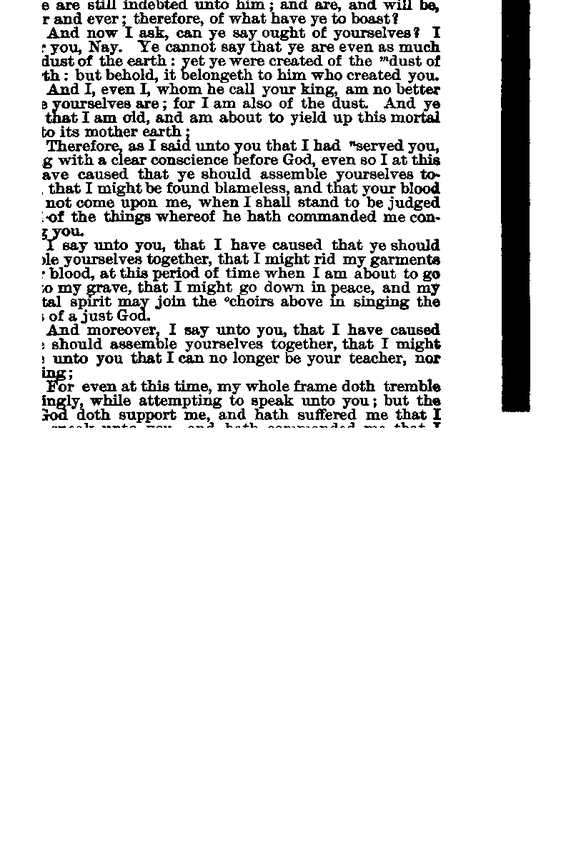 e are still indebted unto him; and are, and will be,
r and ever; therefore, of what have ye to boast?
And now I ask, can ye say ought of yourselves? I
you, Nay. Ye cannot say that ye are even as much
dust of the earth: yet ye were created of the ᵐdust of
th: but behold, it belongeth to him who created you.
And I, even I, whom he call your king, am no better
yourselves are; for I am also of the dust. And ye
that I am old, and am about to yield up this mortal
to its mother earth;
Therefore, as I said unto you that I had ⁿserved you,
g with a clear conscience before God, even so I at this
ave caused that ye should assemble yourselves to-
that I might be found blameless, and that your blood
not come upon me, when I shall stand to be judged
of the things whereof he hath commanded me con-
you.
I say unto you, that I have caused that ye should
le yourselves together, that I might rid my garments
blood, at this period of time when I am about to go
to my grave, that I might go down in peace, and my
tal spirit may join the ᵒchoirs above in singing the
of a just God.
And moreover, I say unto you, that I have caused
should assemble yourselves together, that I might
unto you that I can no longer be your teacher, nor
ing;
For even at this time, my whole frame doth tremble
ingly, while attempting to speak unto you; but the
God doth support me, and hath suffered me that I